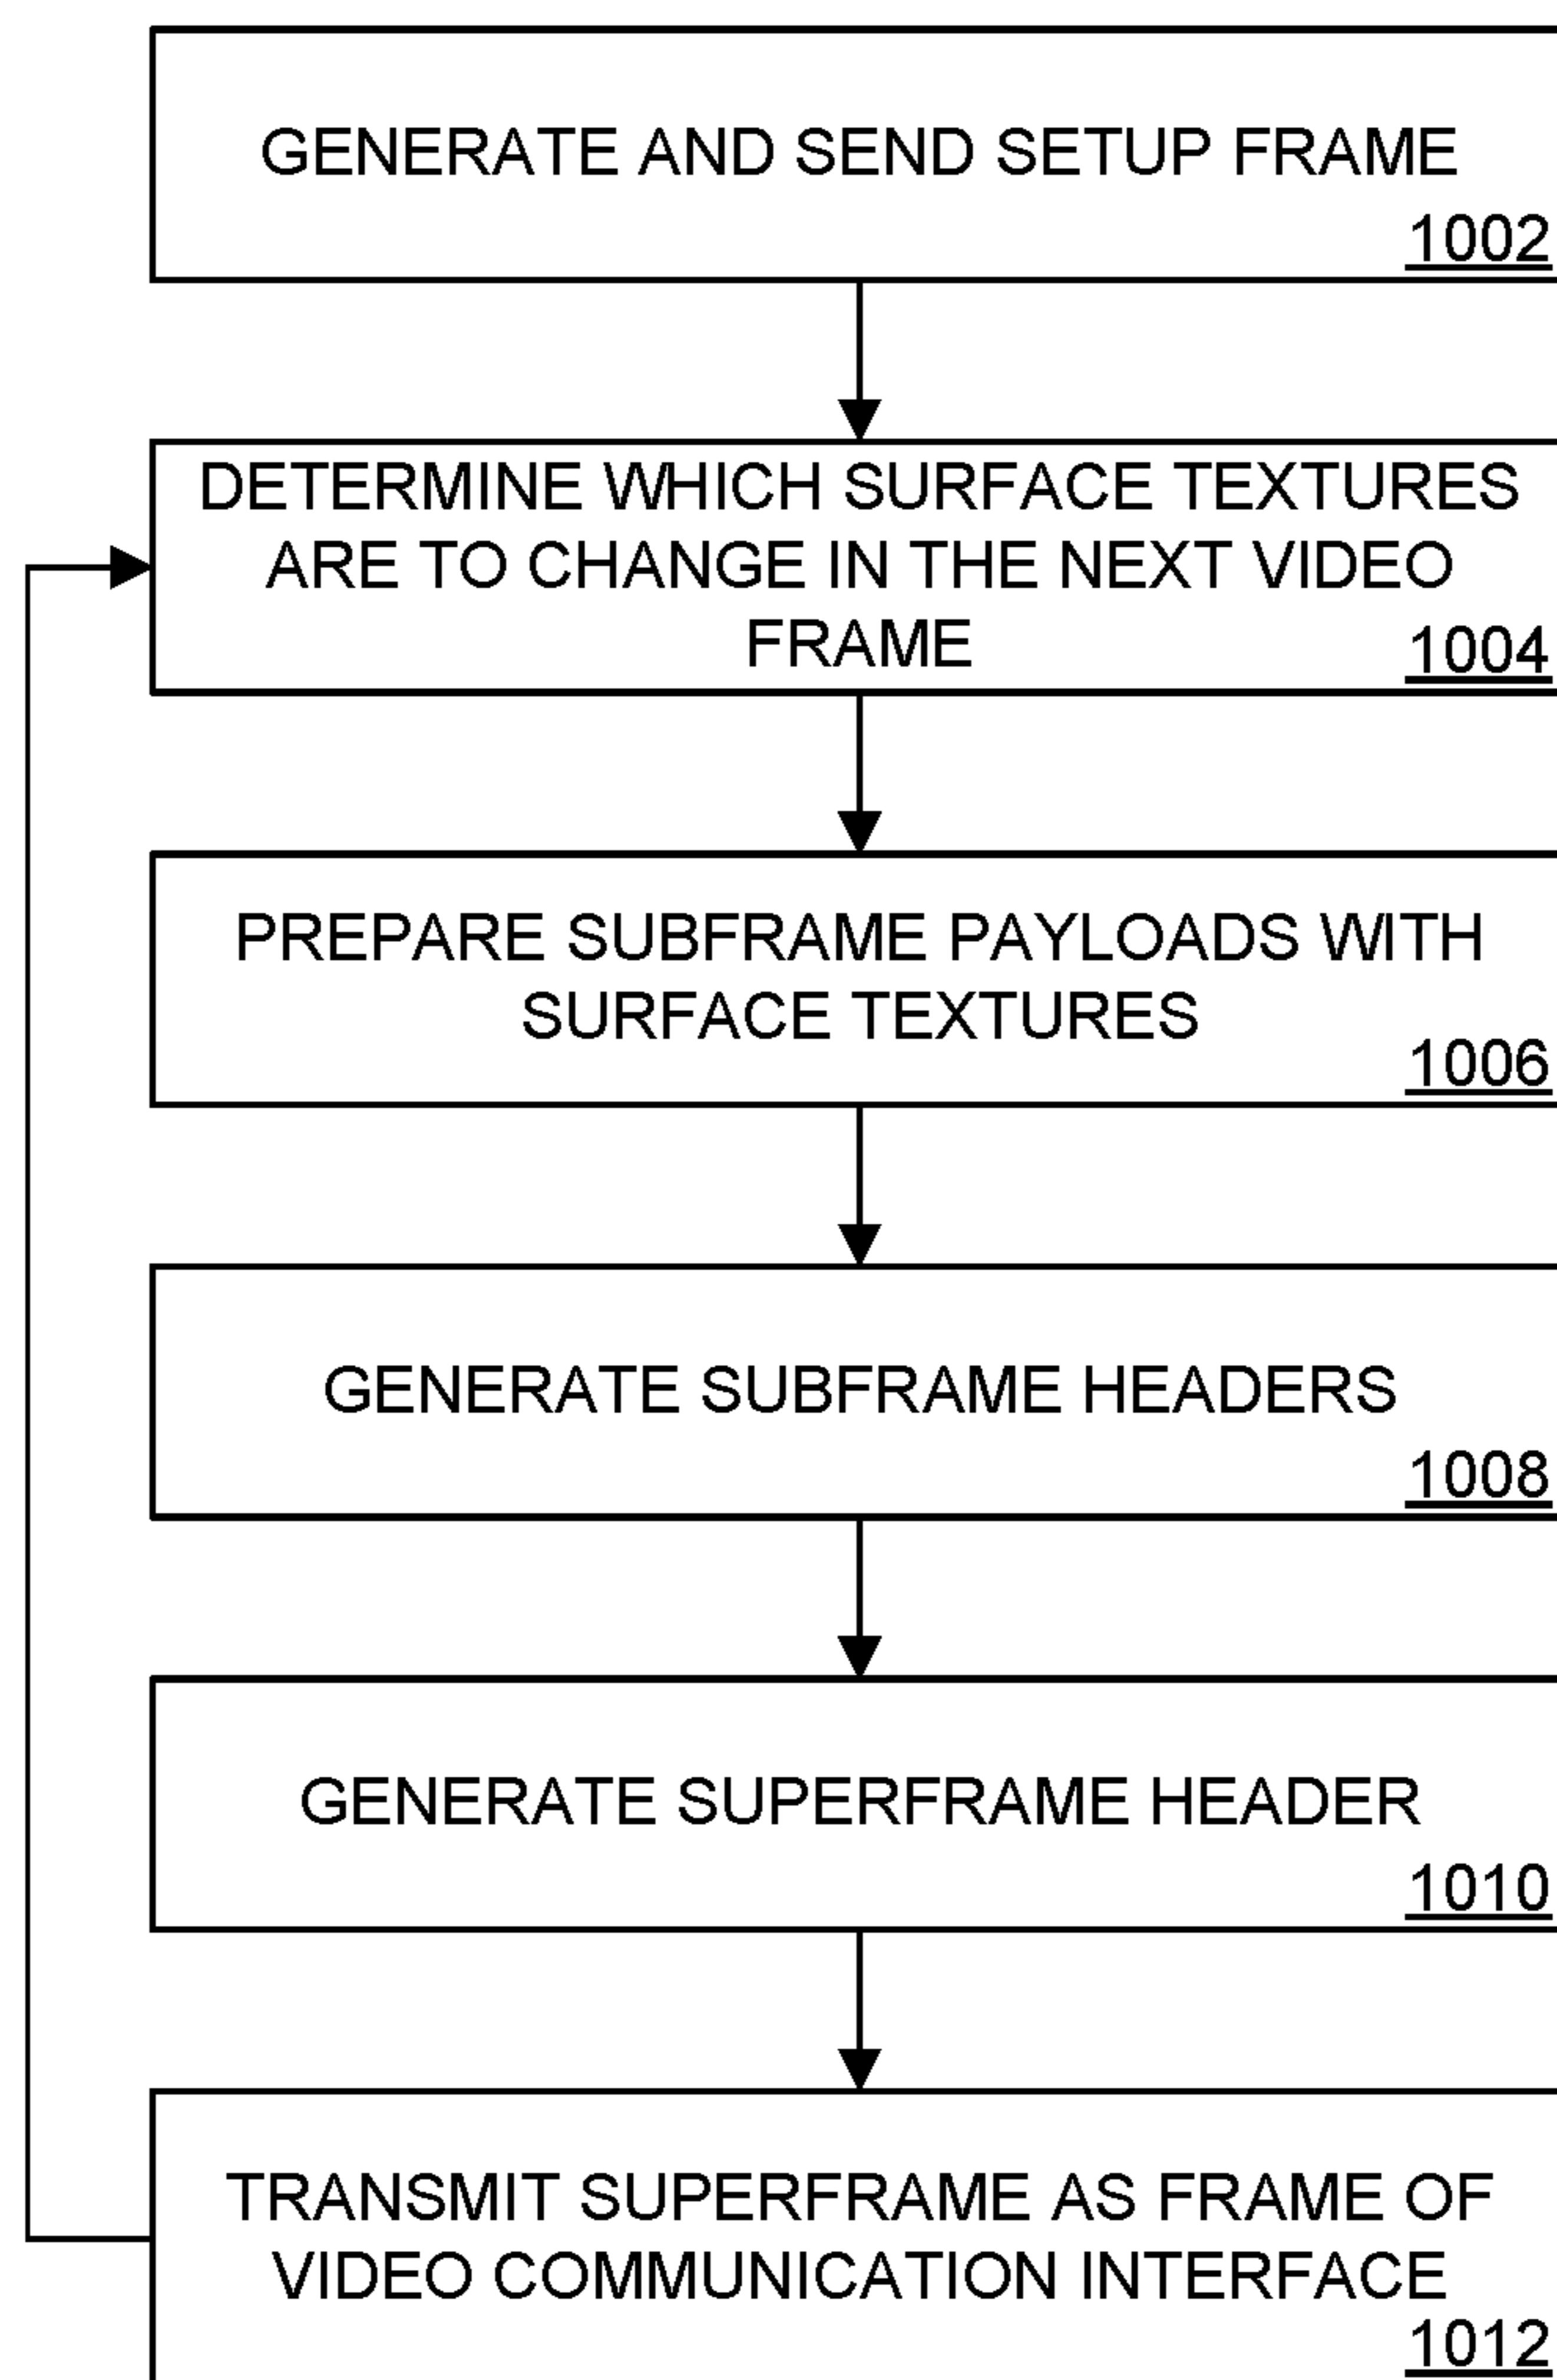 GENERATE AND SEND SETUP FRAME
1002
DETERMINE WHICH SURFACE TEXTURES
ARE TO CHANGE IN THE NEXT VIDEO
FRAME
1004
PREPARE SUBFRAME PAYLOADS WITH
SURFACE TEXTURES
1006
GENERATE SUBFRAME HEADERS
1008
GENERATE SUPERFRAME HEADER
1010
TRANSMIT SUPERFRAME AS FRAME OF
VIDEO COMMUNICATION INTERFACE
1012